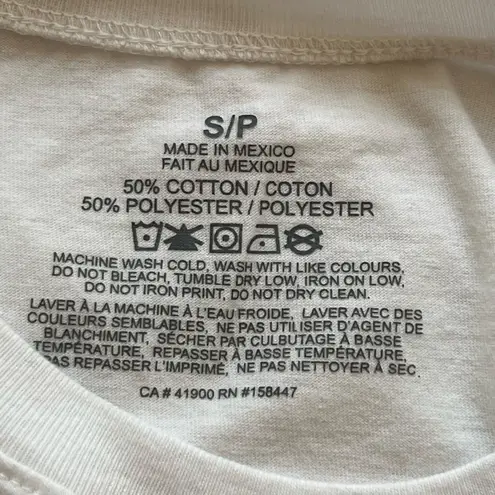 S/P
MADE IN MEXICO
FAIT AU MEXIQUE
50% COTTON / COTON
50% POLYESTER / POLYESTER
MACHINE WASH COLD, WASH WITH LIKE COLOURS,
DO NOT BLEACH, TUMBLE DRY LOW, IRON ON LOW,
DO NOT IRON PRINT, DO NOT DRY CLEAN.
LAVER À LA MACHINE À L'EAU FROIDE, LAVER AVEC DES
COULEURS SEMBLABLES, NE PAS UTILISER D'AGENT DE
BLANCHIMENT, SÉCHER PAR CULBUTAGE À BASSE
TEMPÉRATURE, REPASSER À BASSE TEMPÉRATURE,
PAS REPASSER L'IMPRIMÉ, NE PAS NETTOYER À SEC.
CA # 41900 RN #158447